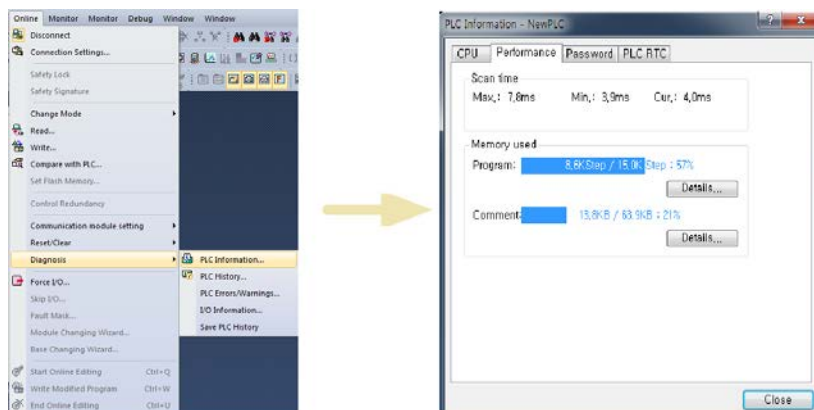 Online Monitor Monitor Debug Window Window
Disconnect
Connection Settings...
Safety Lock
Safety Signature
Change Mode
Read...
Write...
Compare with PLC...
Set Flash Memory...
Control Redundancy
Communication module setting
Reset/Clear
Diagnosis
Force I/O...
Skip I/O...
Fault Mask...
Module Changing Wizard...
Base Changing Wizard...
Start Online Editing Ctrl+Q
Write Modified Program Ctrl+W
End Online Editing Ctrl+U
PLC Information...
PLC History...
PLC Errors/Warnings...
I/O Information...
Save PLC History
PLC Information - NewPLC
CPU Performance Password PLC RTC
Scan time
Max,: 7,8ms Min,: 3,9ms Cur,: 4,0ms
Memory used
Program: 8,6KStep / 15,0K Step : 57%
Details...
Comment: 13,8KB / 63,9KB : 21%
Details...
Close